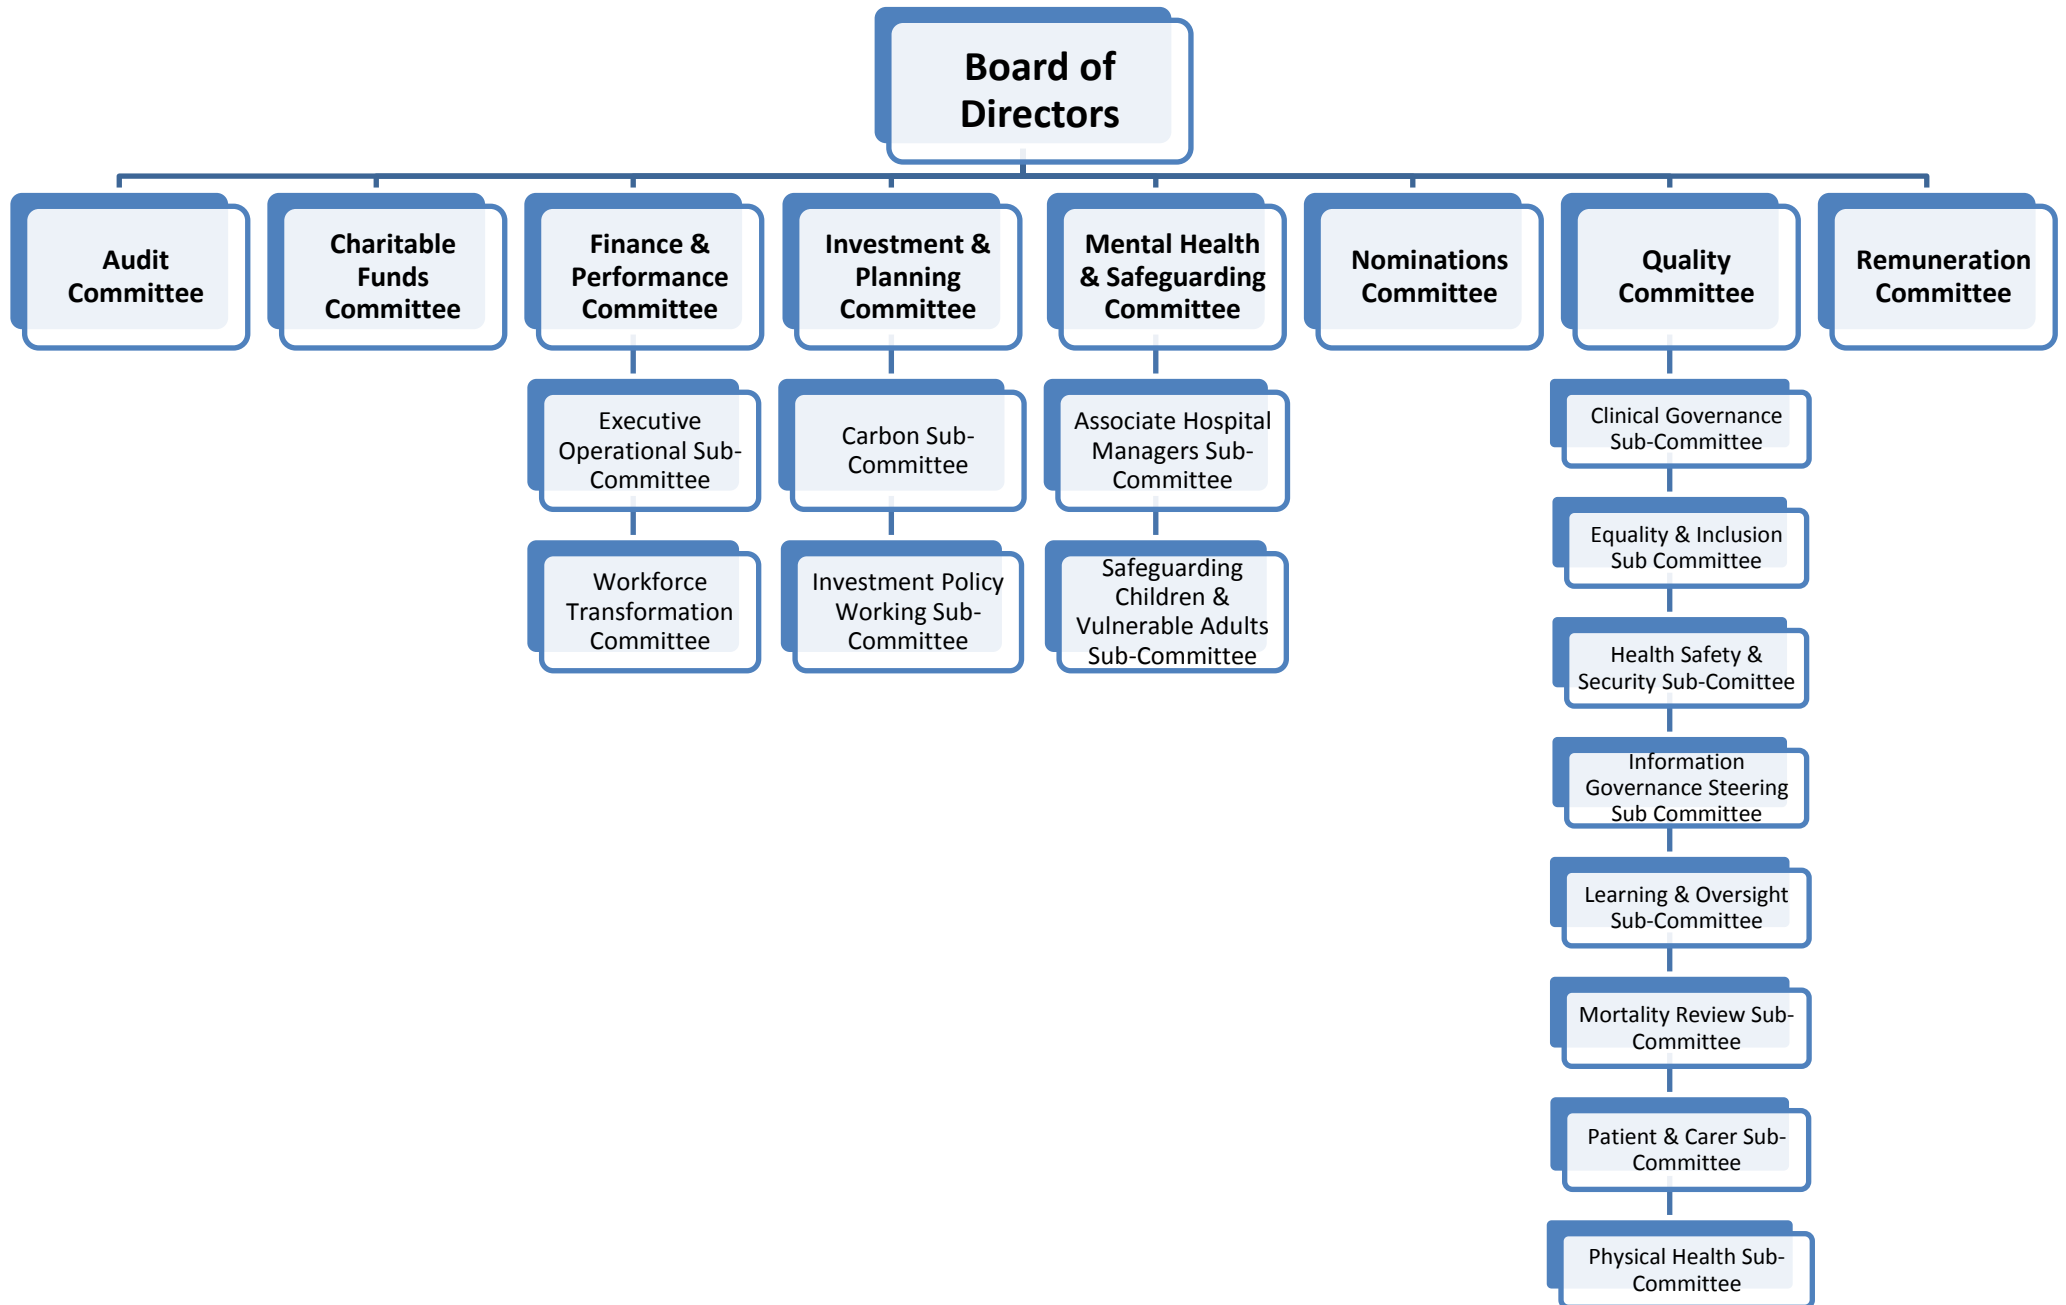 Board of
Directors
Audit
Committee
Charitable
Funds
Committee
Finance &
Performance
Committee
Investment &
Planning
Committee
Mental Health
& Safeguarding
Committee
Nominations
Committee
Quality
Committee
Remuneration
Committee
Executive
Operational Sub-
Committee
Workforce
Transformation
Committee
Carbon Sub-
Committee
Investment Policy
Working Sub-
Committee
Associate Hospital
Managers Sub-
Committee
Safeguarding
Children &
Vulnerable Adults
Sub-Committee
Clinical Governance
Sub-Committee
Equality & Inclusion
Sub Committee
Health Safety &
Security Sub-Comittee
Information
Governance Steering
Sub Committee
Learning & Oversight
Sub-Committee
Mortality Review Sub-
Committee
Patient & Carer Sub-
Committee
Physical Health Sub-
Committee